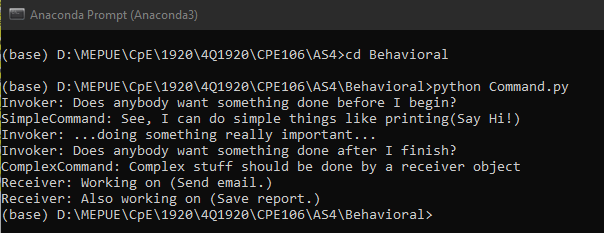 Anaconda Prompt (Anaconda3)
(base) D:\MEPUE\CpE\1920\4Q1920\CPE106\AS4>cd Behavioral
(base) D:\MEPUE\CpE\1920\4Q1920\CPE106\AS4\Behavioral>python Command.py
Invoker: Does anybody want something done before I begin?
SimpleCommand: See, I can do simple things like printing(Say Hi!)
Invoker: ...doing something really important...
Invoker: Does anybody want something done after I finish?
ComplexCommand: Complex stuff should be done by a receiver object
Receiver: Working on (Send email.)
Receiver: Also working on (Save report.)
(base) D:\MEPUE\CpE\1920\4Q1920\CPE106\AS4\Behavioral>